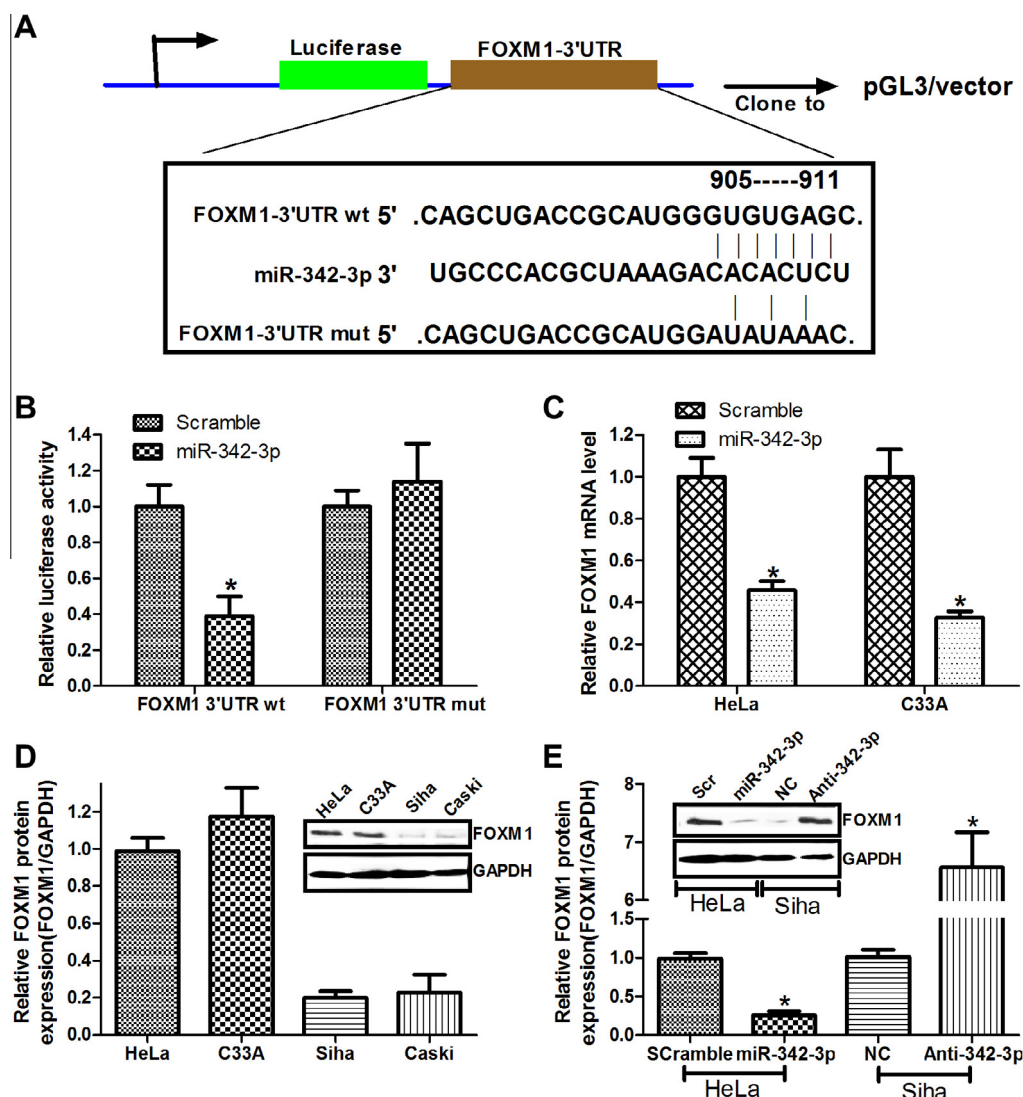 A
Luciferase
FOXM1-3'UTR
Clone to
pGL3/vector
905-----911
FOXM1-3'UTR wt 5' .CAGCUGACCGCAUGGGUGUGAGC.
miR-342-3p 3' UGCCCACGCUAAAGACACACUCU
FOXM1-3'UTR mut 5' .CAGCUGACCGCAUGGAUAUAAAC.
B
Scramble
miR-342-3p
Relative luciferase activity
1.4
1.2
1.0
0.8
0.6
0.4
0.2
0.0
*
FOXM1 3'UTR wt
FOXM1 3'UTR mut
C
Scramble
miR-342-3p
Relative FOXM1 mRNA level
1.2
1.0
0.8
0.6
0.4
0.2
0.0
*
*
HeLa
C33A
D
Relative FOXM1 protein
expression(FOXM1/GAPDH)
1.2
1.0
0.8
0.6
0.4
0.2
0.0
HeLa
C33A
Siha
Caski
FOXM1
GAPDH
HeLa
C33A
Siha
Caski
E
Relative FOXM1 protein
expression(FOXM1/GAPDH)
8
7
6
1.5
1.0
0.5
0.0
Scr
miR-342-3p
NC
Anti-342-3p
FOXM1
GAPDH
HeLa
Siha
*
*
SCramble
miR-342-3p
NC
Anti-342-3p
HeLa
Siha